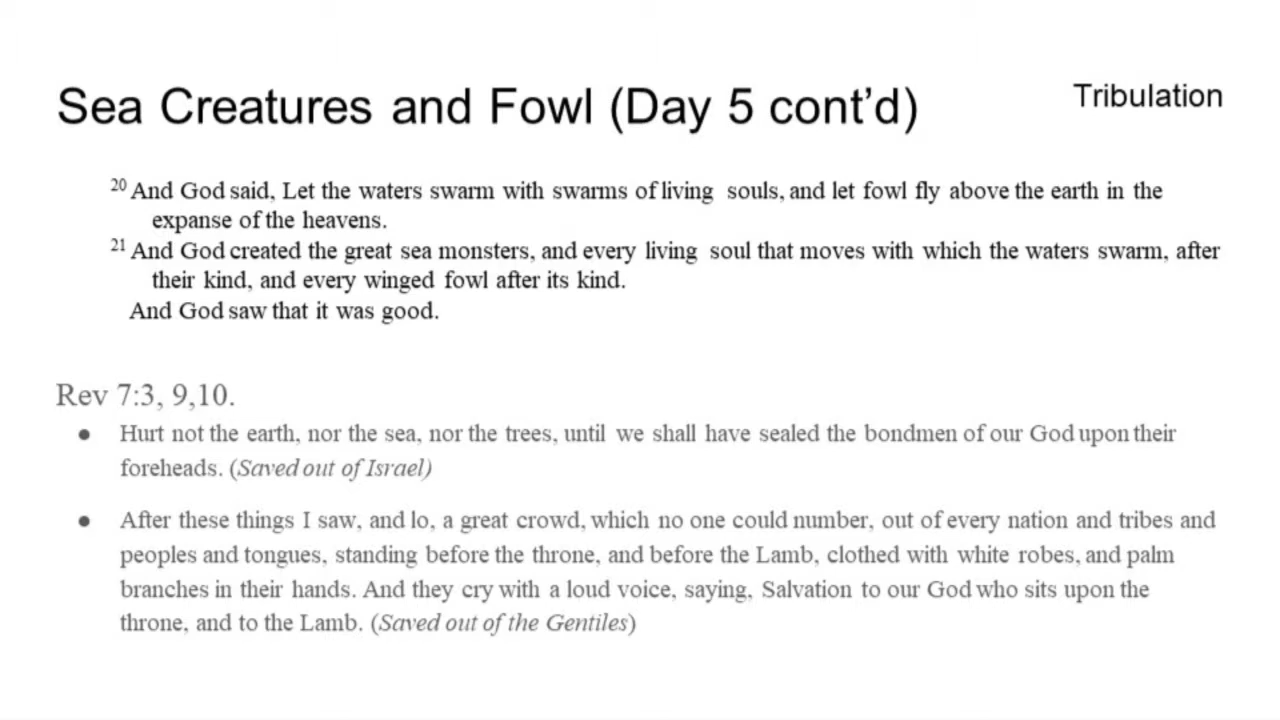 Sea Creatures and Fowl (Day 5 cont’d)
Tribulation
20 And God said, Let the waters swarm with swarms of living souls, and let fowl fly above the earth in the
expanse of the heavens.
21 And God created the great sea monsters, and every living soul that moves with which the waters swarm, after
their kind, and every winged fowl after its kind.
And God saw that it was good.
Rev 7:3, 9,10.
● Hurt not the earth, nor the sea, nor the trees, until we shall have sealed the bondmen of our God upon their
foreheads. (Saved out of Israel)
● After these things I saw, and lo, a great crowd, which no one could number, out of every nation and tribes and
peoples and tongues, standing before the throne, and before the Lamb, clothed with white robes, and palm
branches in their hands. And they cry with a loud voice, saying, Salvation to our God who sits upon the
throne, and to the Lamb. (Saved out of the Gentiles)